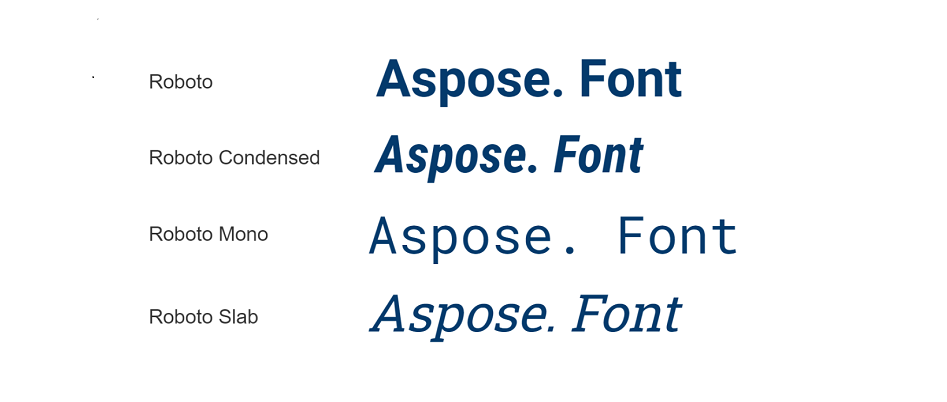 Roboto Aspose. Font
Roboto Condensed Aspose. Font
Roboto Mono Aspose. Font
Roboto Slab Aspose. Font